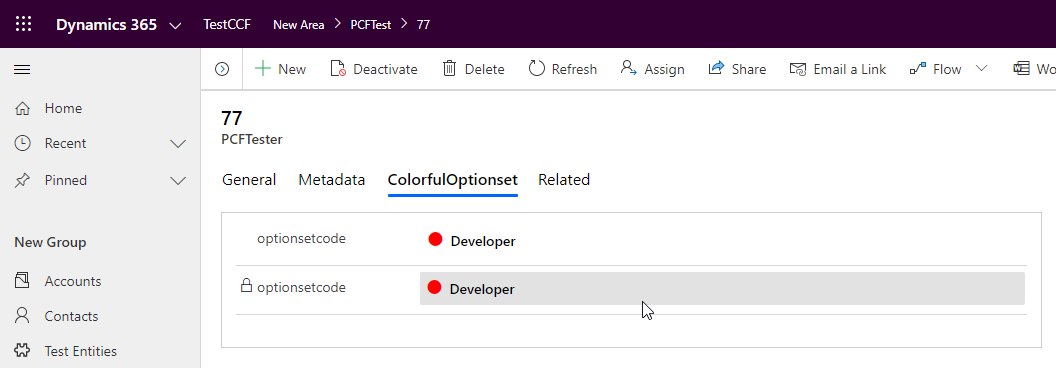 Dynamics 365 TestCCF New Area PCFTest 77
New Deactivate Delete Refresh Assign Share Email a Link Flow Wo
Home
Recent
Pinned
New Group
Accounts
Contacts
Test Entities
77
PCFTester
General Metadata ColorfulOptionset Related
optionsetcode Developer
optionsetcode Developer